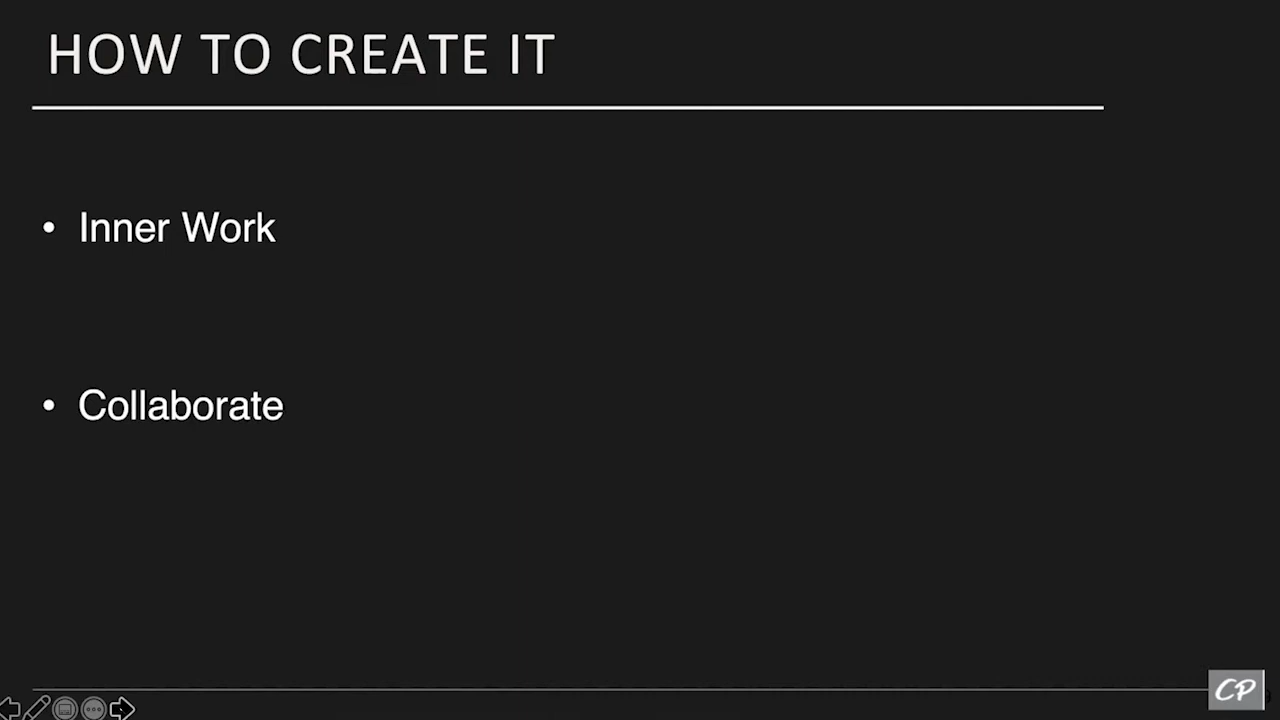 HOW TO CREATE IT
• Inner Work
• Collaborate
CP